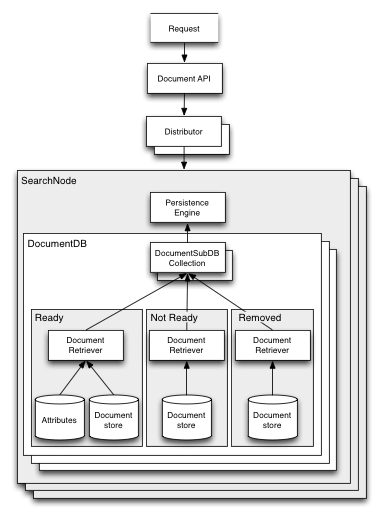 Request
Document API
Distributor
SearchNode
Persistence
Engine
DocumentDB
DocumentSubDB
Collection
Ready
Not Ready
Removed
Document
Retriever
Document
Retriever
Document
Retriever
Attributes
Document
store
Document
store
Document
store